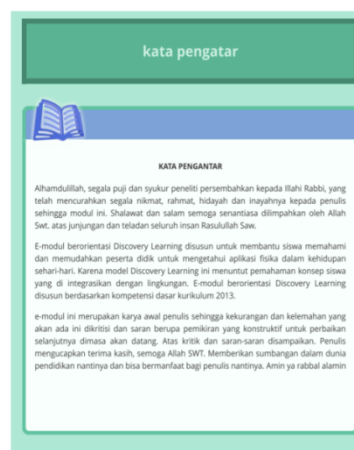 kata pengatar
KATA PENGANTAR
Alhamdulillah, segala puji dan syukur peneliti persembahkan kepada Illahi Rabbi, yang
telah mencurahkan segala nikmat, rahmat, hidayah dan inayahnya kepada penulis
sehingga modul ini. Shalawat dan salam semoga senantiasa dilimpahkan oleh Allah
Swt. atas junjungan dan teladan seluruh insan Rasulullah Saw.
E-modul berorientasi Discovery Learning disusun untuk membantu siswa memahami
dan memudahkan peserta didik untuk mengetahui aplikasi fisika dalam kehidupan
sehari-hari. Karena model Discovery Learning ini menuntut pemahaman konsep siswa
yang di integrasikan dengan lingkungan. E-modul berorientasi Discovery Learning
disusun berdasarkan kompetensi dasar kurikulum 2013.
e-modul ini merupakan karya awal penulis sehingga kekurangan dan kelemahan yang
akan ada ini dikritisi dan saran berupa pemikiran yang konstruktif untuk perbaikan
selanjutnya dimasa akan datang. Atas kritik dan saran-saran disampaikan. Penulis
mengucapkan terima kasih, semoga Allah SWT. Memberikan sumbangan dalam dunia
pendidikan nantinya dan bisa bermanfaat bagi penulis nantinya. Amin ya rabbal alamin